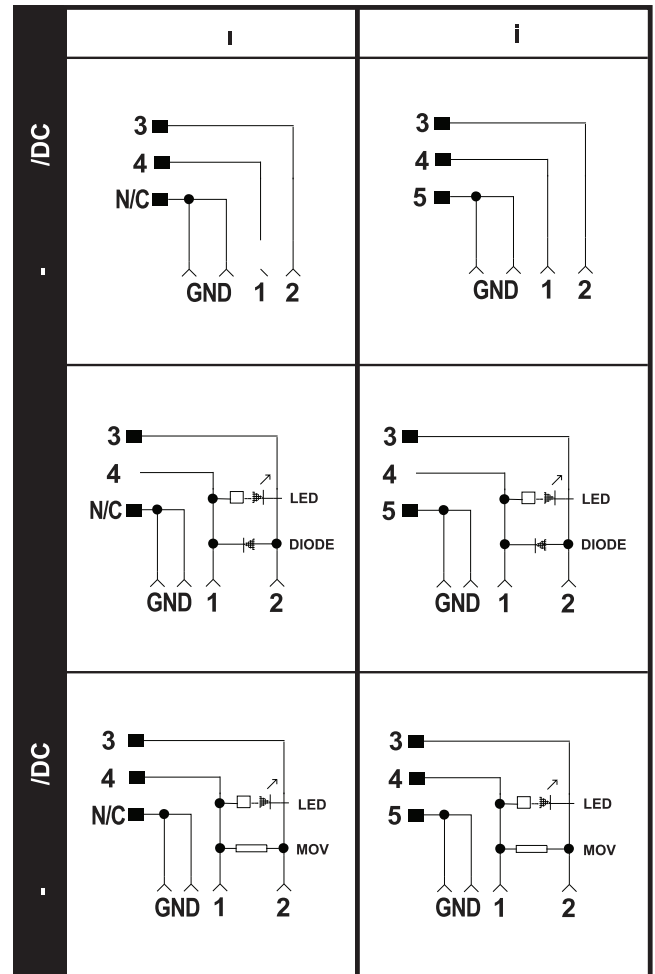 ı i
/DC
3 3
4 4
N/C 5
-
GND 1 2 GND 1 2
3 3
4 4
LED LED
N/C 5
DIODE DIODE
GND 1 2 GND 1 2
/DC
3 3
4 4
LED LED
N/C 5
MOV MOV
-
GND 1 2 GND 1 2